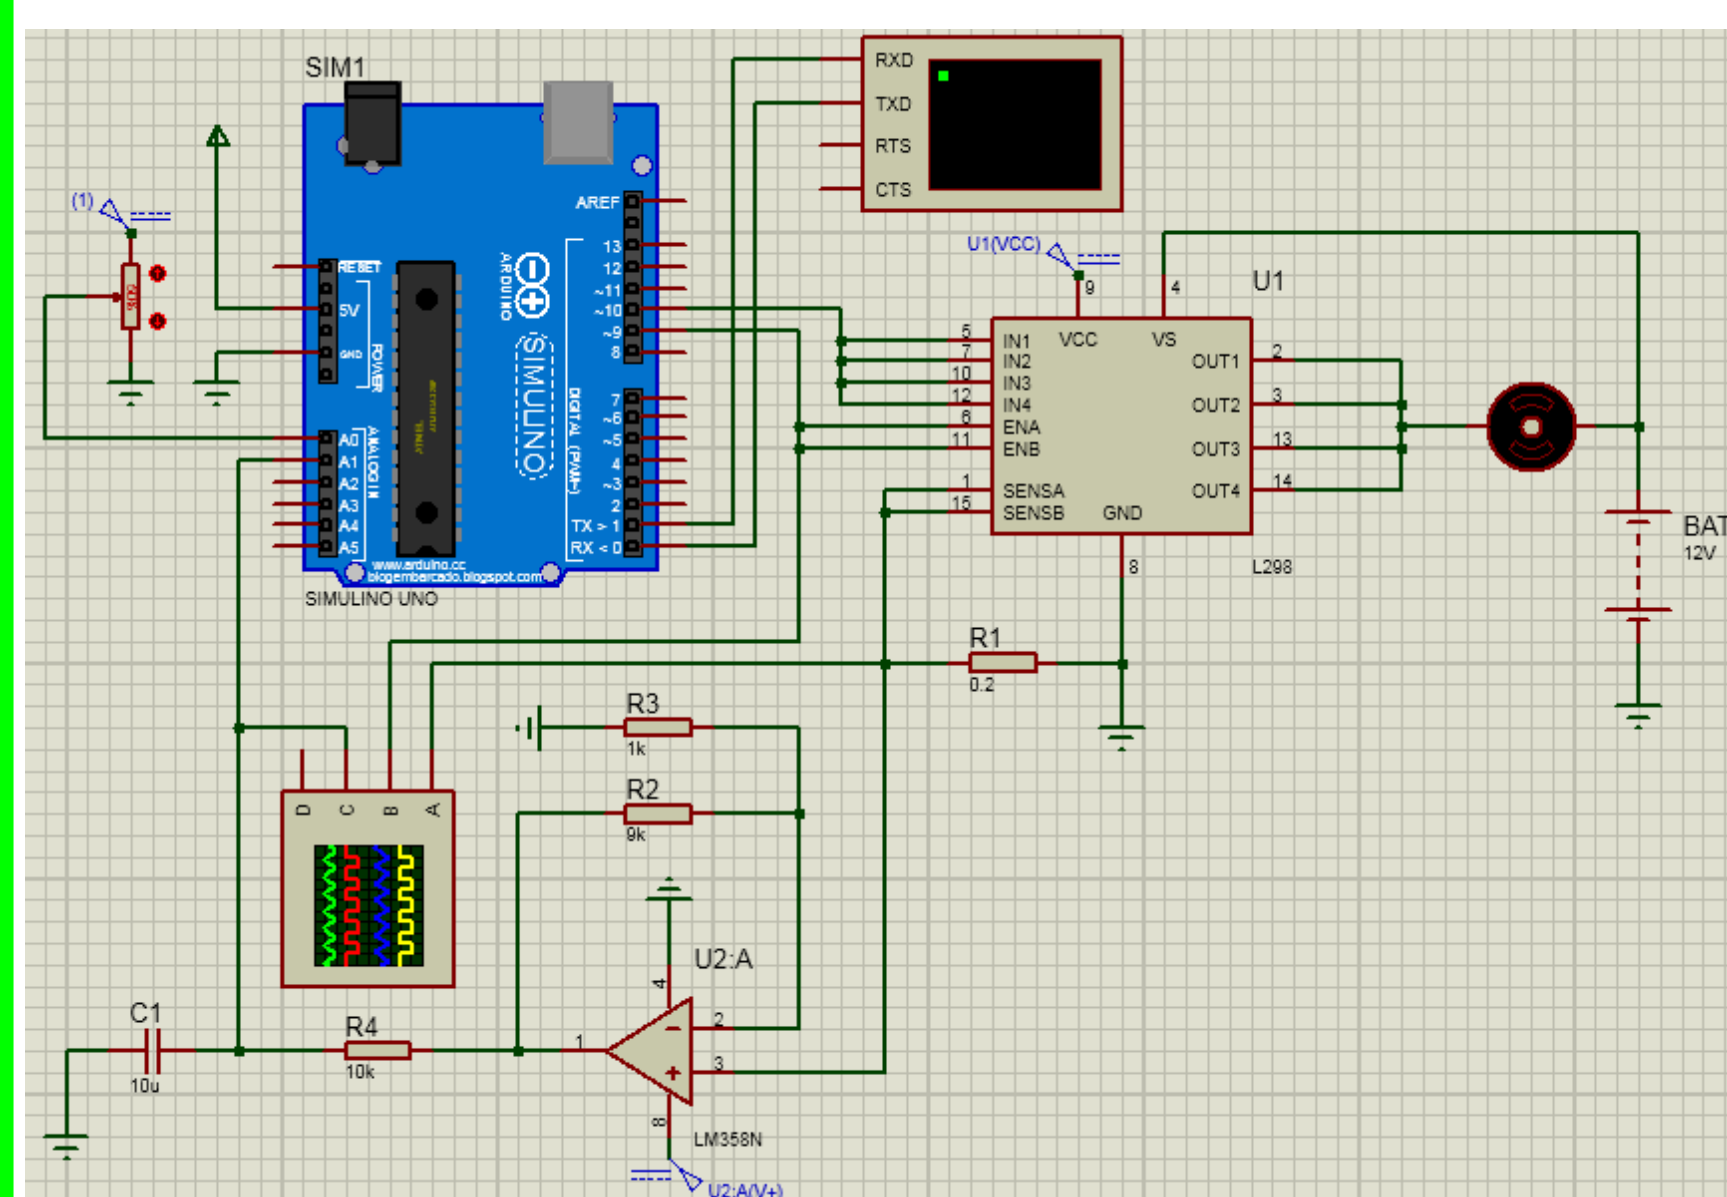 SIM1
RXD
TXD
RTS
CTS
(1)
AREF
RESET
5V
GND
POWER
13
12
~11
~10
~9
8
ARDUINO
SIMULINO
DIGITAL (PWM~)
7
~6
~5
4
~3
2
TX > 1
RX < 0
A0
A1
A2
A3
A4
A5
ANALOG IN
ATMEL
www.arduino.cc
blogembarcado.blogspot.com
SIMULINO UNO
U1(VCC)
9
4
U1
VCC
VS
5
IN1
7
IN2
10
IN3
12
IN4
6
ENA
11
ENB
1
SENSA
15
SENSB
GND
8
OUT1
2
OUT2
3
OUT3
13
OUT4
14
L298
BAT
12V
R1
0.2
R3
1k
R2
9k
D
C
B
A
U2:A
4
2
3
1
8
LM358N
U2:A(V+)
C1
10u
R4
10k